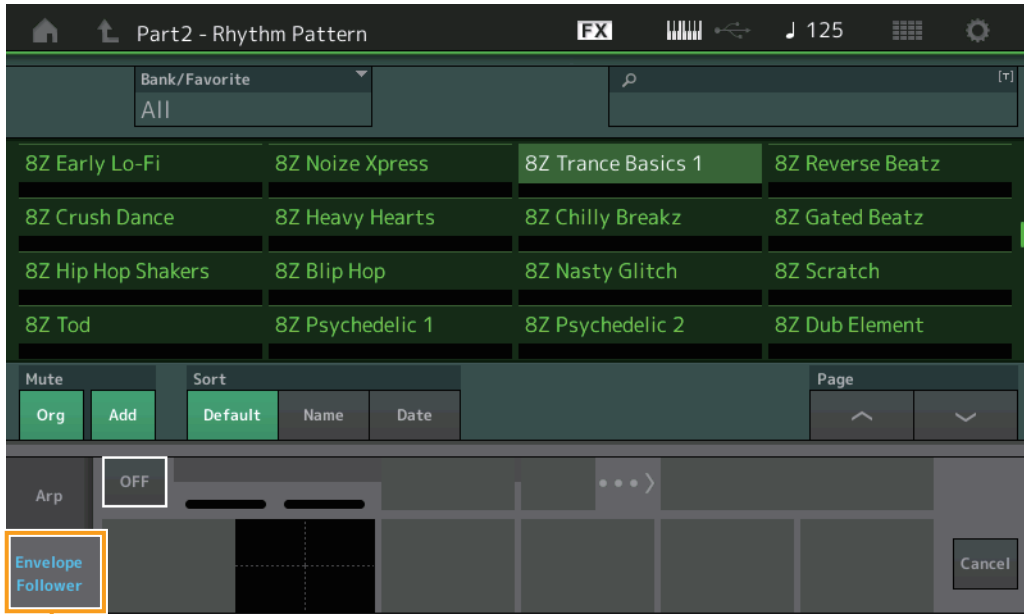 Part2 - Rhythm Pattern FX ♩ 125
Bank/Favorite [T]
All
8Z Early Lo-Fi 8Z Noize Xpress 8Z Trance Basics 1 8Z Reverse Beatz
8Z Crush Dance 8Z Heavy Hearts 8Z Chilly Breakz 8Z Gated Beatz
8Z Hip Hop Shakers 8Z Blip Hop 8Z Nasty Glitch 8Z Scratch
8Z Tod 8Z Psychedelic 1 8Z Psychedelic 2 8Z Dub Element
Mute Sort Page
Org Add Default Name Date
OFF
Arp
Envelope
Follower
Cancel